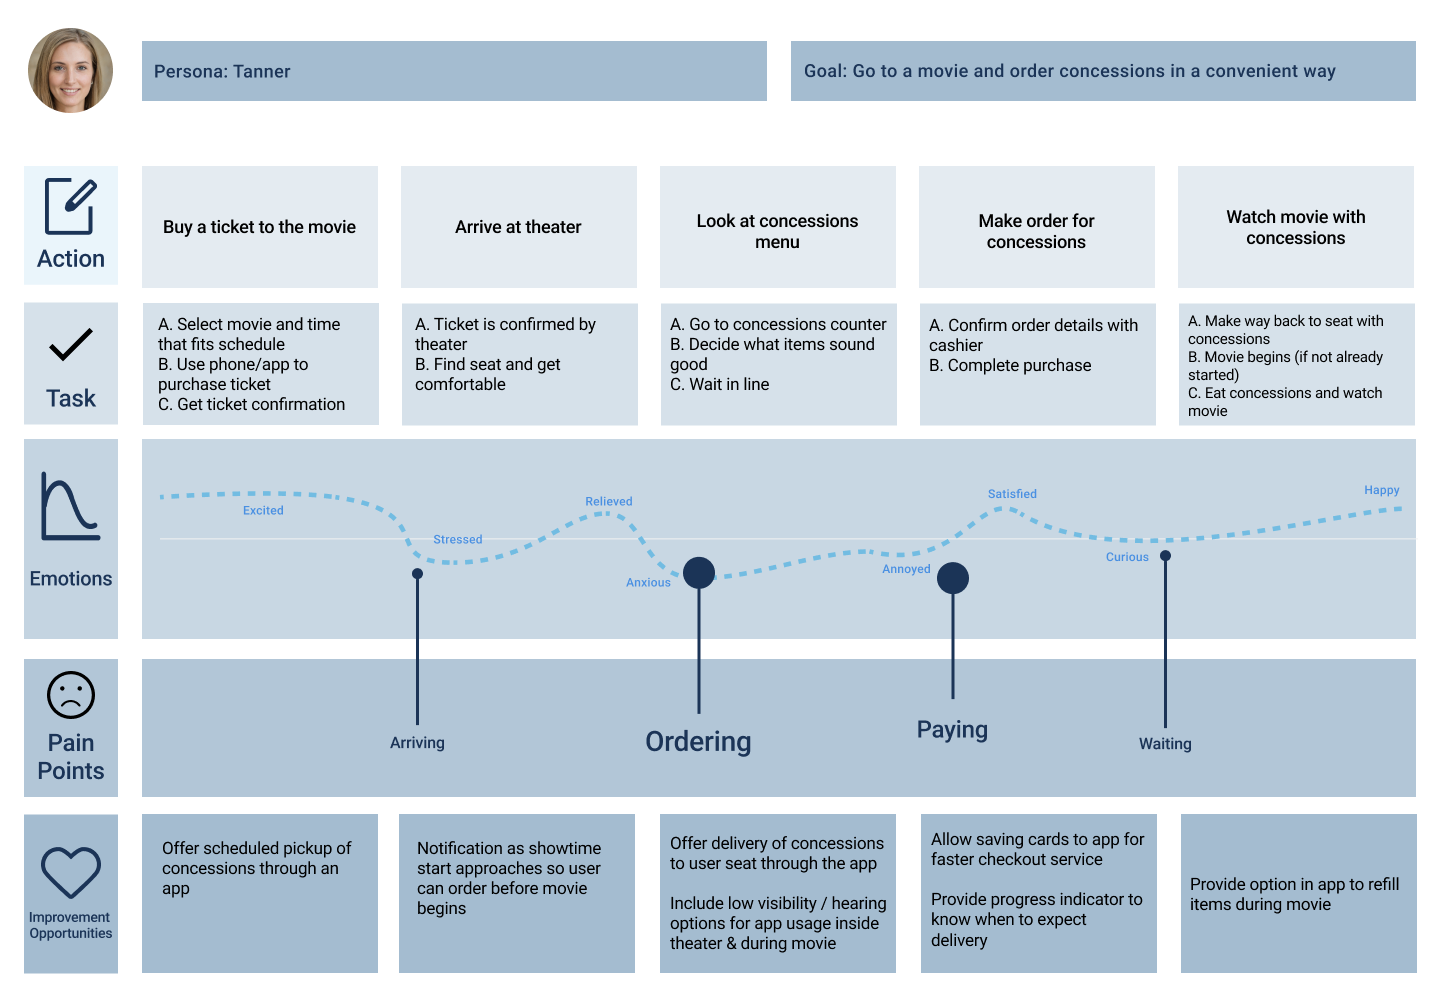 Persona: Tanner
Goal: Go to a movie and order concessions in a convenient way
Action
Buy a ticket to the movie
Arrive at theater
Look at concessions
menu
Make order for
concessions
Watch movie with
concessions
Task
A. Select movie and time
that fits schedule
B. Use phone/app to
purchase ticket
C. Get ticket confirmation
A. Ticket is confirmed by
theater
B. Find seat and get
comfortable
A. Go to concessions counter
B. Decide what items sound
good
C. Wait in line
A. Confirm order details with
cashier
B. Complete purchase
A. Make way back to seat with
concessions
B. Movie begins (if not already
started)
C. Eat concessions and watch
movie
Emotions
Excited
Stressed
Relieved
Anxious
Annoyed
Satisfied
Curious
Happy
Pain
Points
Arriving
Ordering
Paying
Waiting
Improvement
Opportunities
Offer scheduled pickup of
concessions through an
app
Notification as showtime
start approaches so user
can order before movie
begins
Offer delivery of concessions
to user seat through the app
Include low visibility / hearing
options for app usage inside
theater & during movie
Allow saving cards to app for
faster checkout service
Provide progress indicator to
know when to expect
delivery
Provide option in app to refill
items during movie